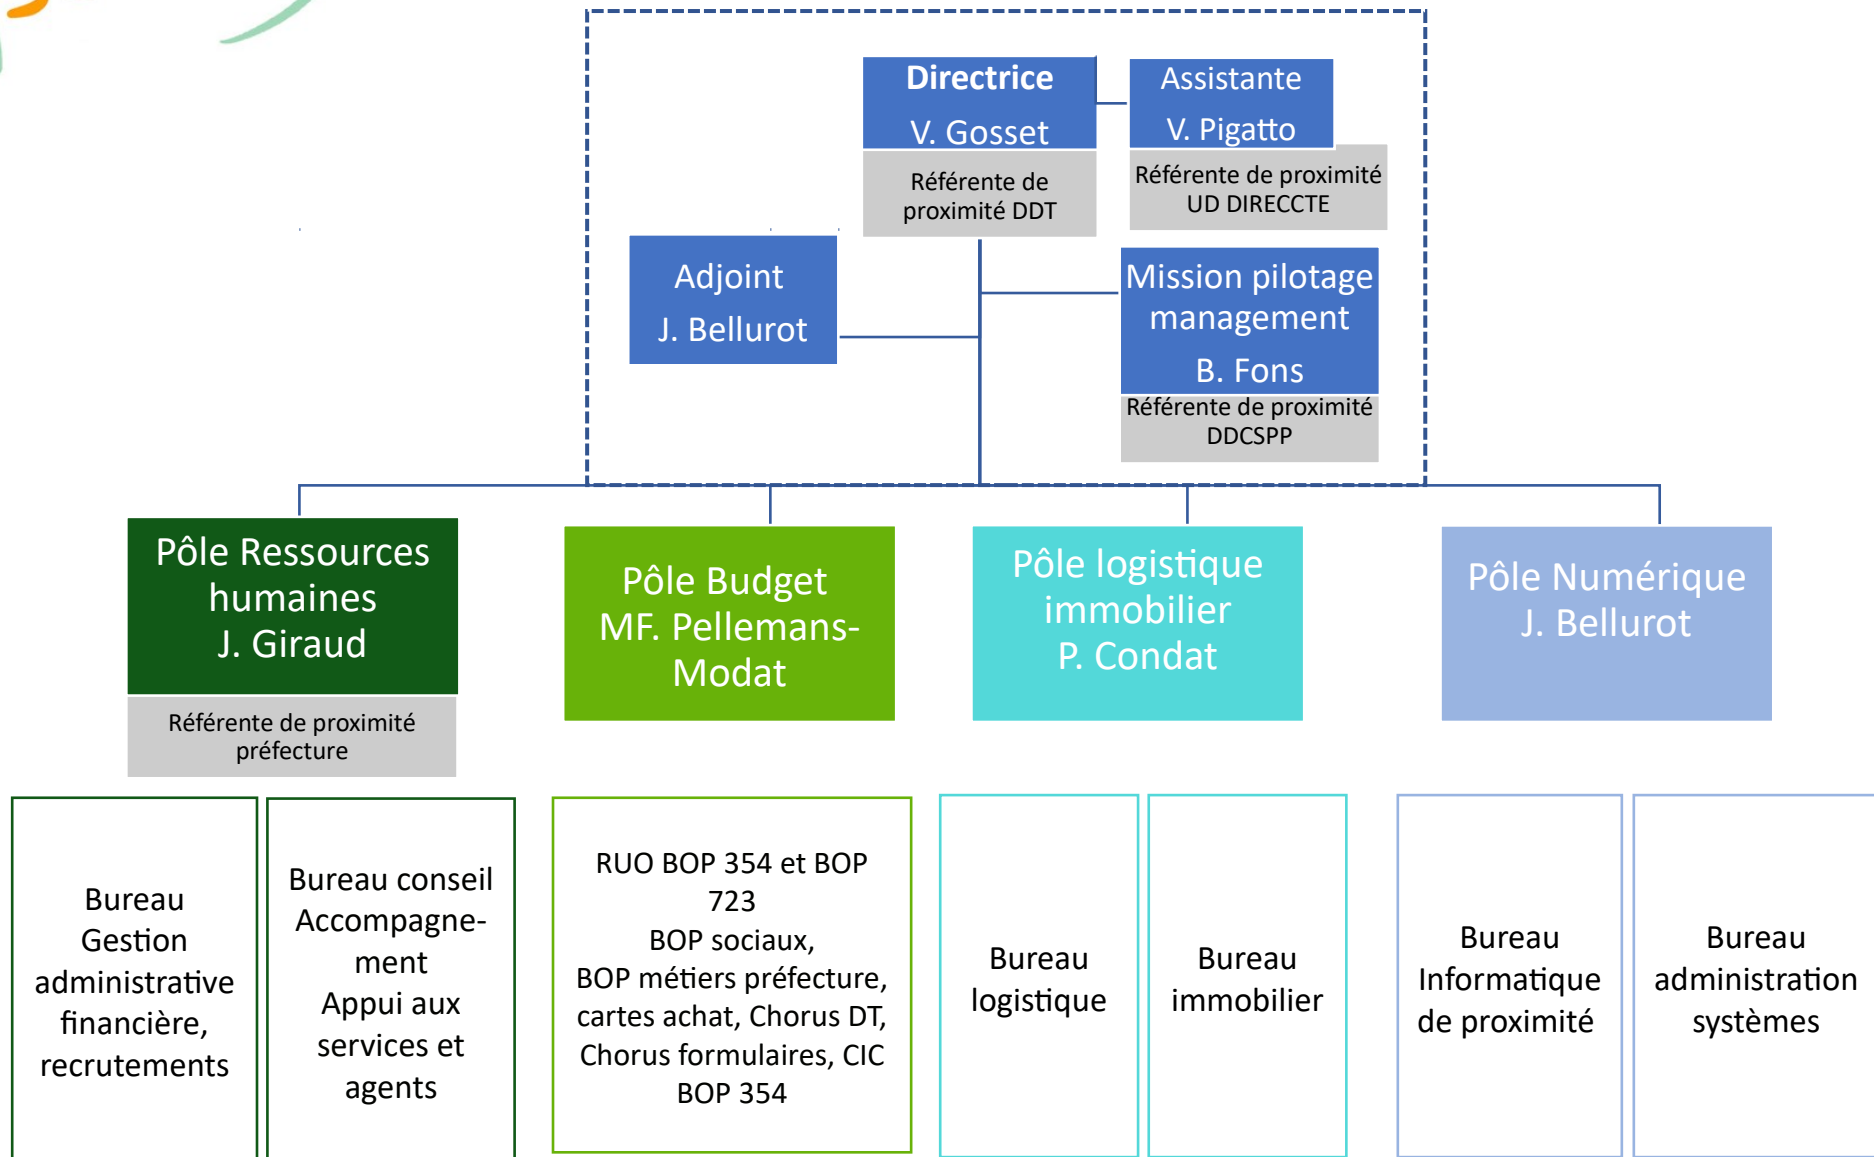 Directrice
V. Gosset
Référente de
proximité DDT
Assistante
V. Pigatto
Référente de proximité
UD DIRECCTE
Adjoint
J. Bellurot
Mission pilotage
management
B. Fons
Référente de proximité
DDCSPP
Pôle Ressources
humaines
J. Giraud
Référente de proximité
préfecture
Pôle Budget
MF. Pellemans-
Modat
Pôle logistique
immobilier
P. Condat
Pôle Numérique
J. Bellurot
Bureau
Gestion
administrative
financière,
recrutements
Bureau conseil
Accompagne-
ment
Appui aux
services et
agents
RUO BOP 354 et BOP
723
BOP sociaux,
BOP métiers préfecture,
cartes achat, Chorus DT,
Chorus formulaires, CIC
BOP 354
Bureau
logistique
Bureau
immobilier
Bureau
Informatique
de proximité
Bureau
administration
systèmes